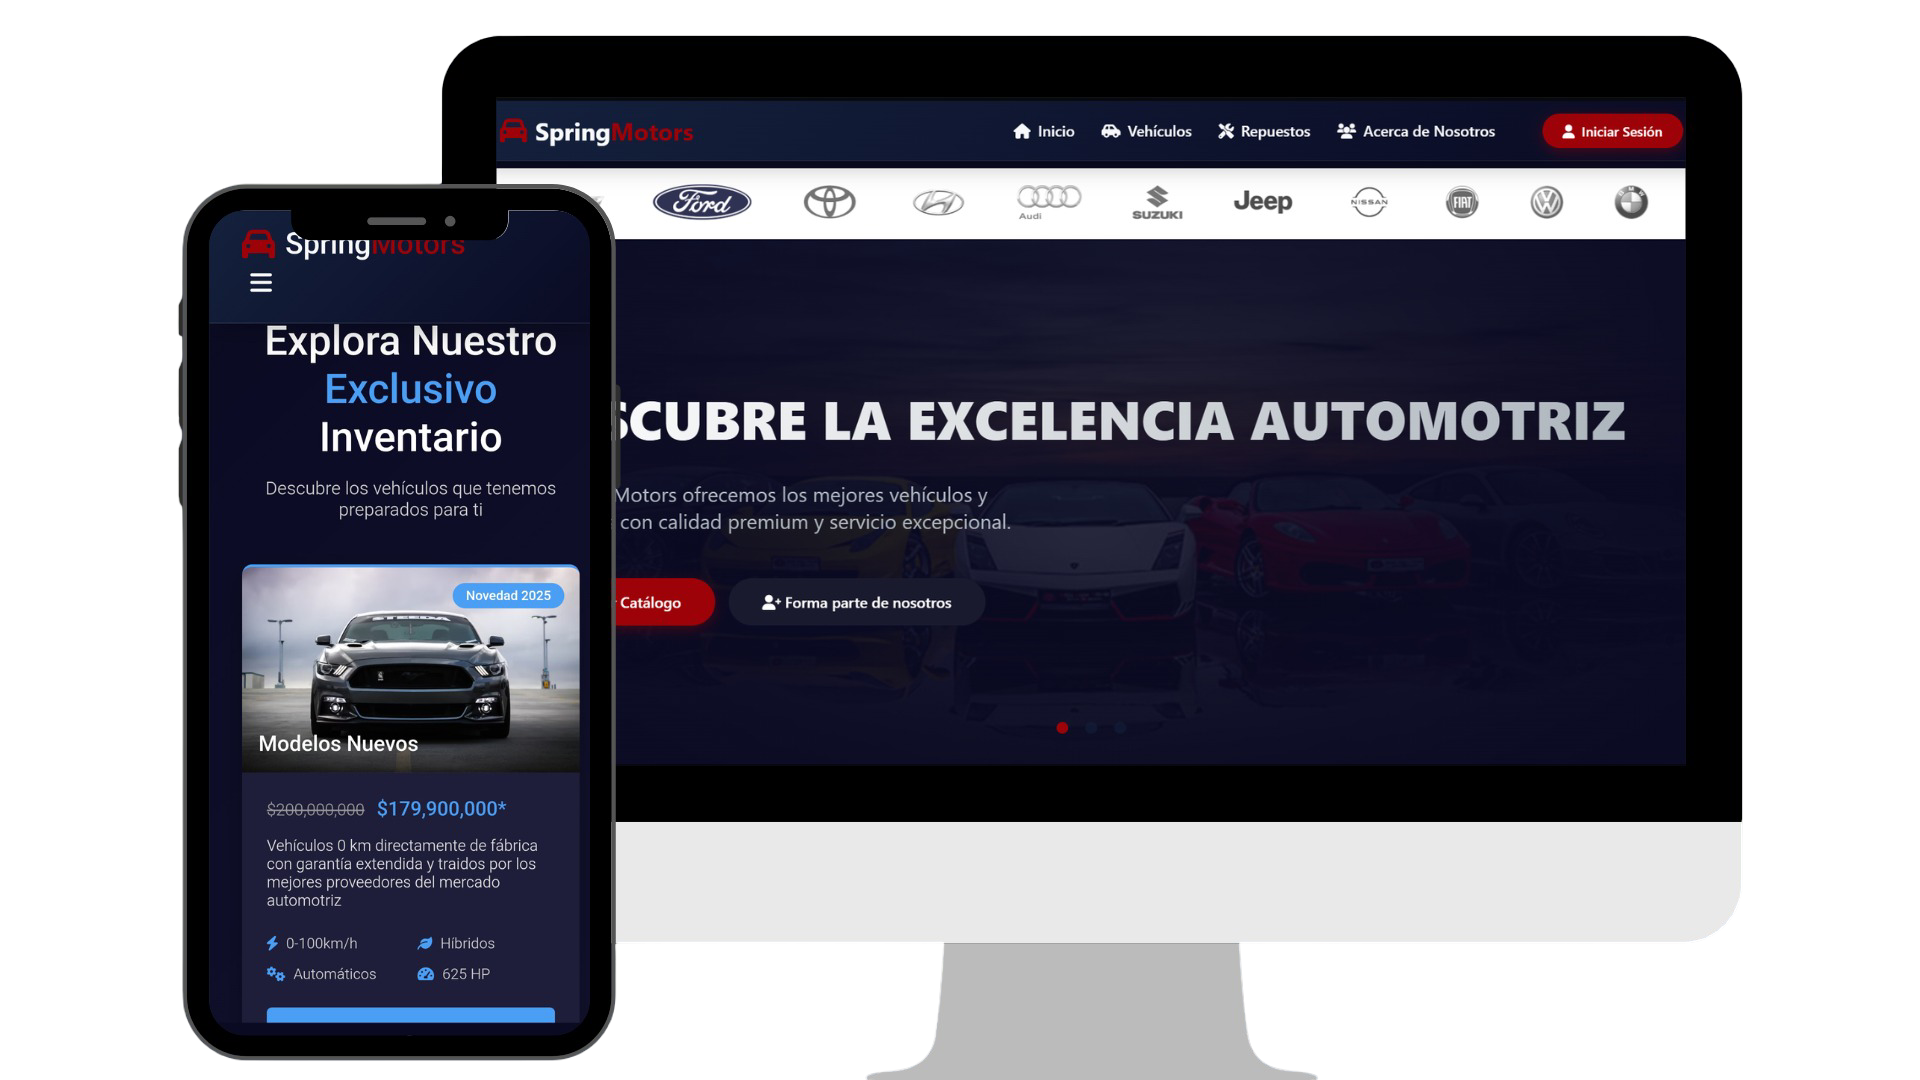 SpringMotors
Inicio
Vehículos
Repuestos
Acerca de Nosotros
Iniciar Sesión
Ford
Audi
SUZUKI
Jeep
NISSAN
FIAT
BMW
SCUBRE LA EXCELENCIA AUTOMOTRIZ
Motors ofrecemos los mejores vehículos y
con calidad premium y servicio excepcional.
Catálogo
Forma parte de nosotros
SpringMotors
Explora Nuestro
Exclusivo
Inventario
Descubre los vehículos que tenemos
preparados para ti
Novedad 2025
STEEDA
Modelos Nuevos
$200,000,000 $179,900,000*
Vehículos 0 km directamente de fábrica
con garantía extendida y traidos por los
mejores proveedores del mercado
automotriz
0-100km/h
Híbridos
Automáticos
625 HP